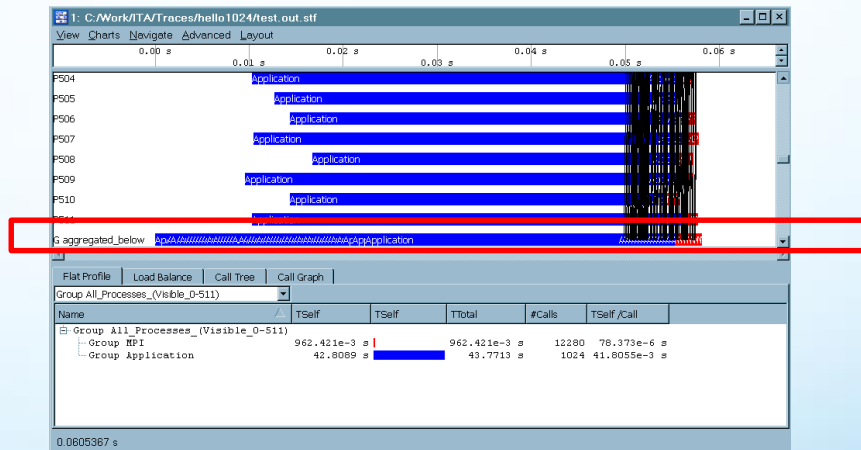 1: C:/Work/ITA/Traces/hello1024/test.out.stf
View Charts Navigate Advanced Layout
0.00 s 0.02 s 0.04 s 0.06 s
0.01 s 0.03 s 0.05 s
P504 Application
P505 Application
P506 Application
P507 Application
P508 Application
P509 Application
P510 Application
G aggregated_below Application
Flat Profile Load Balance Call Tree Call Graph
Group All_Processes_(Visible_0-511)
Name TSelf TSelf TTotal #Calls TSelf /Call
Group All_Processes_(Visible_0-511)
Group MPI 962.421e-3 s 962.421e-3 s 12280 78.373e-6 s
Group Application 42.8089 s 43.7713 s 1024 41.8055e-3 s
0.0605367 s